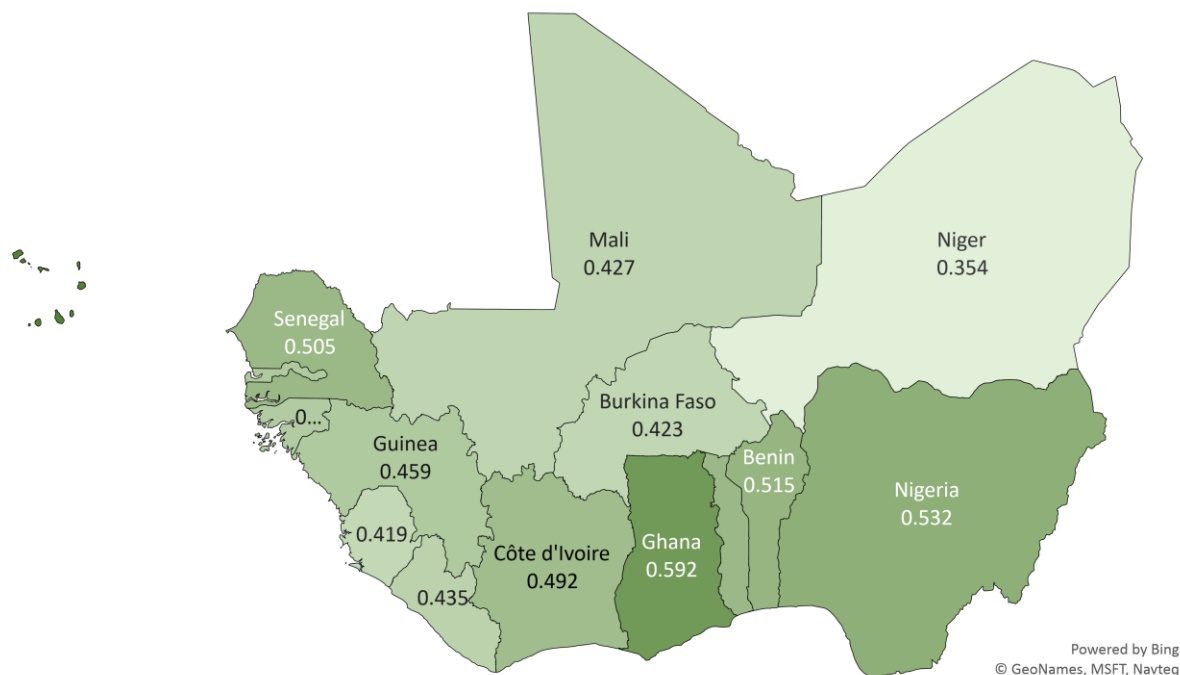 Mali
0.427
Niger
0.354
Senegal
0.505
Burkina Faso
0.423
0...
Guinea
0.459
Benin
0.515
Nigeria
0.532
0.419
Côte d'Ivoire
0.492
Ghana
0.592
0.435
Powered by Bing
© GeoNames, MSFT, Navteq